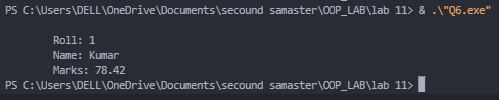 PS C:\Users\DELL\OneDrive\Documents\secound samaster\OOP_LAB\lab 11> & .\"Q6.exe"
Roll: 1
Name: Kumar
Marks: 78.42
PS C:\Users\DELL\OneDrive\Documents\secound samaster\OOP_LAB\lab 11>